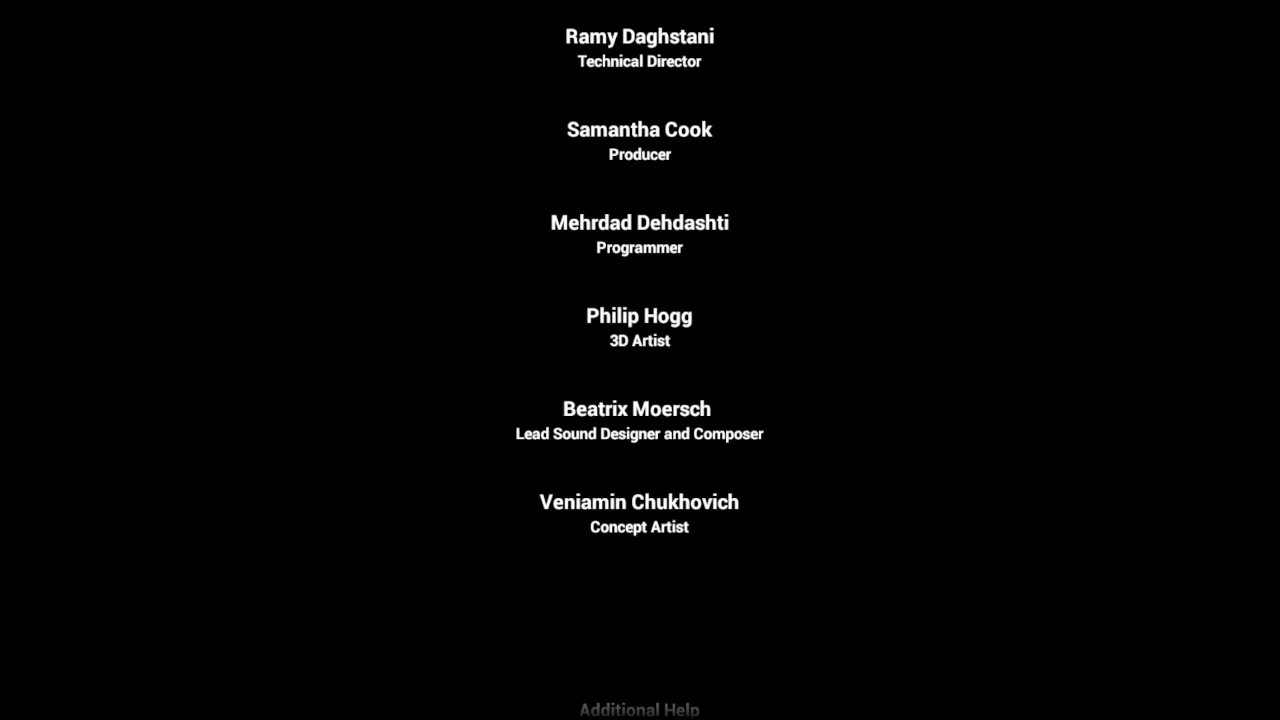 Ramy Daghstani
Technical Director
Samantha Cook
Producer
Mehrdad Dehdashti
Programmer
Philip Hogg
3D Artist
Beatrix Moersch
Lead Sound Designer and Composer
Veniamin Chukhovich
Concept Artist
Additional Help